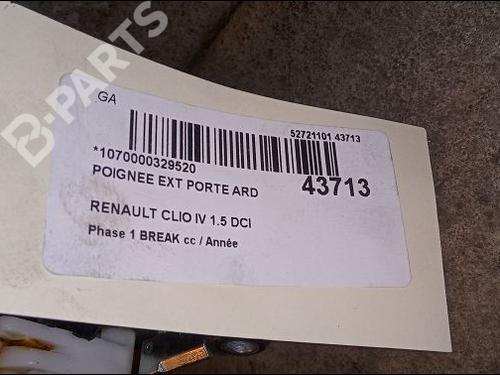 B-PARTS
GA
52721101 43713
*1070000329520
43713
POIGNEE EXT PORTE ARD
RENAULT CLIO IV 1.5 DCI
Phase 1 BREAK cc / Année